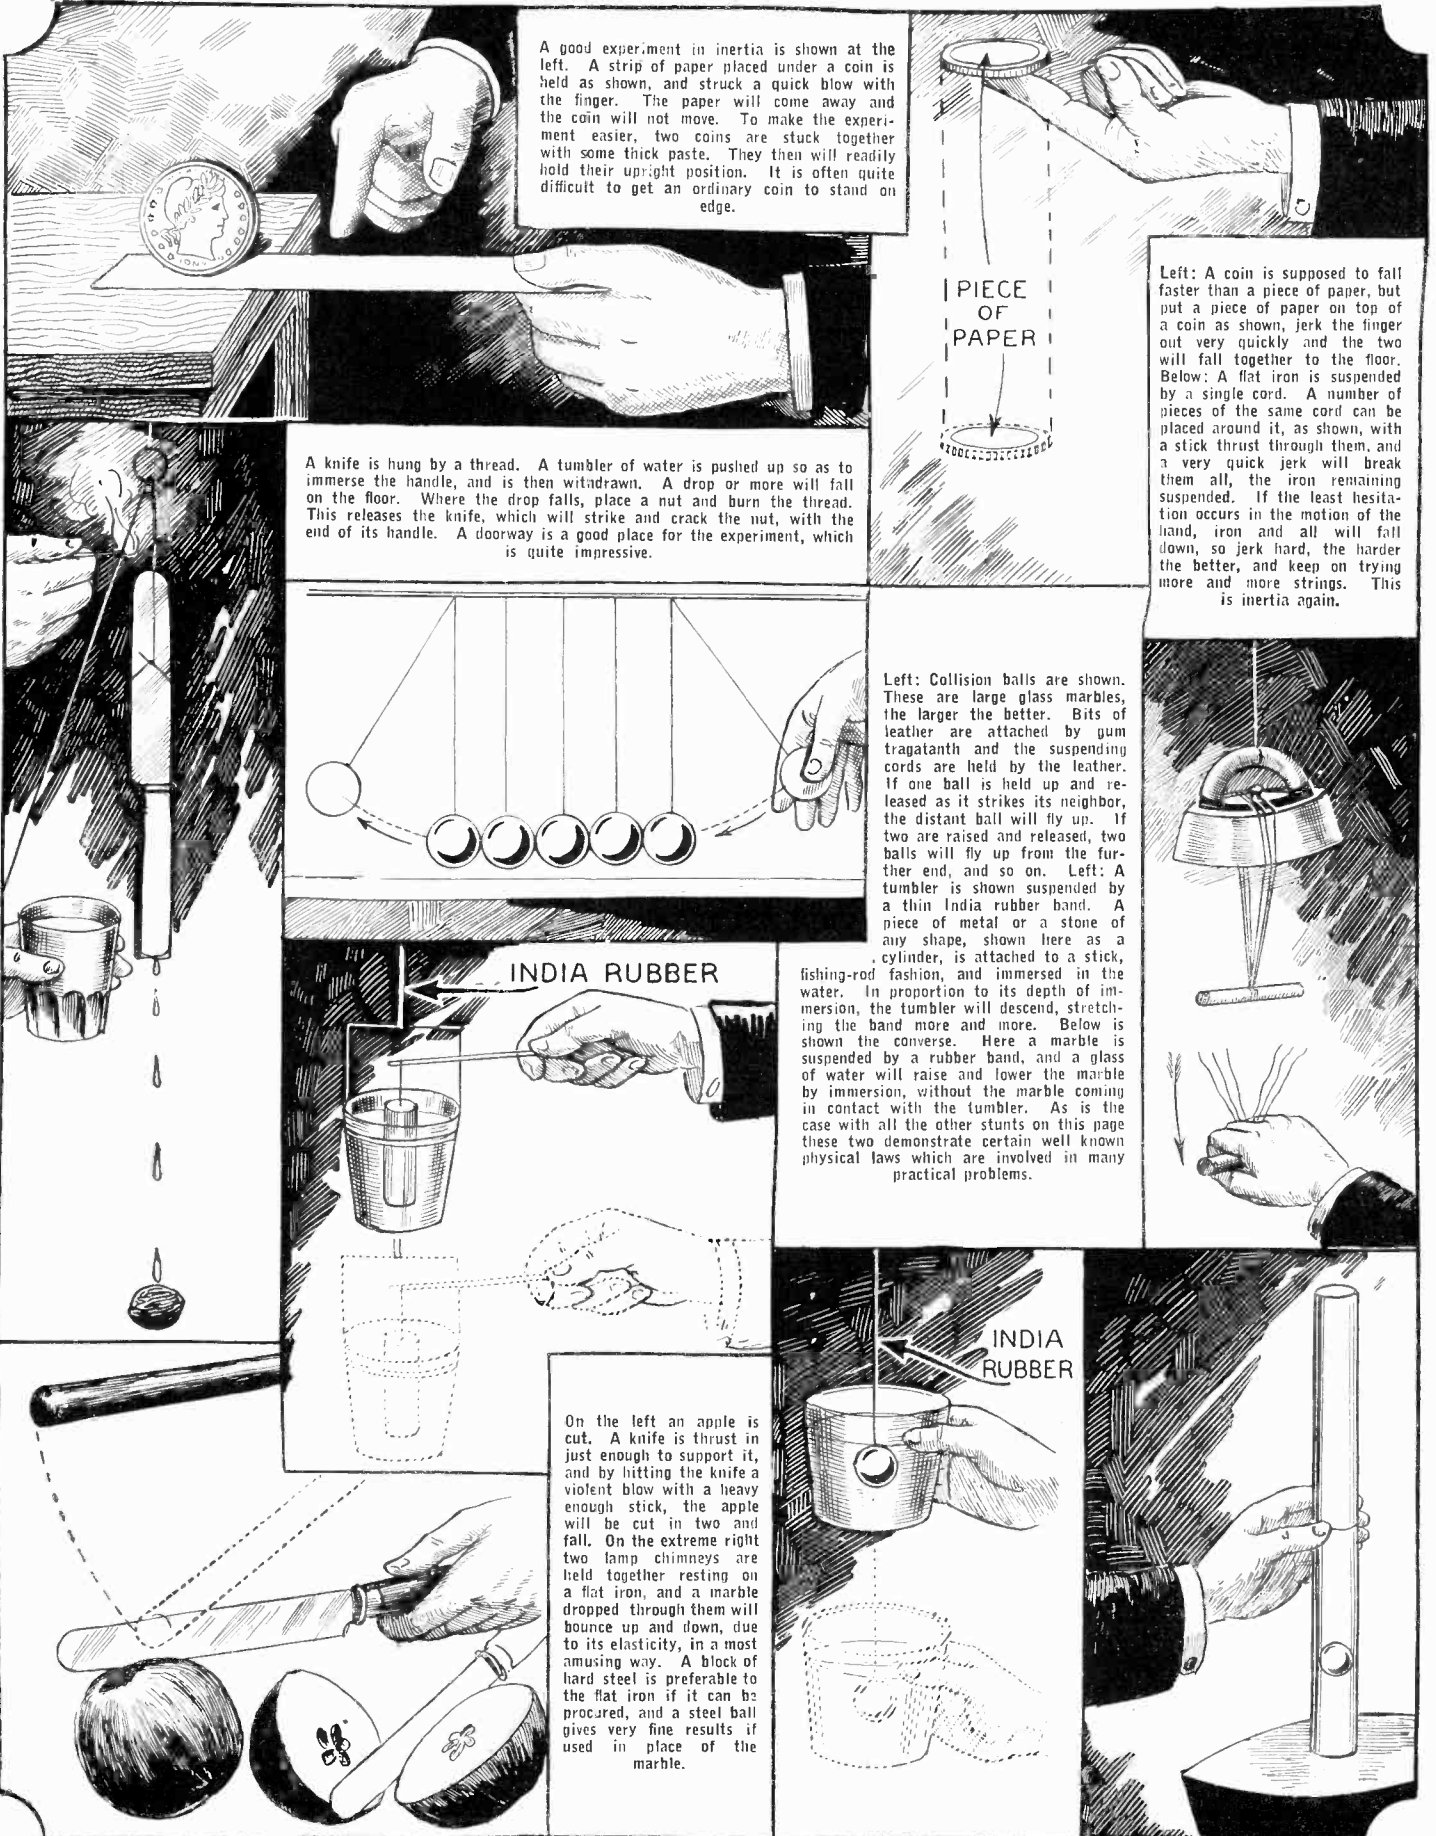 A good experiment in inertia is shown at the
left. A strip of paper placed under a coin is
held as shown, and struck a quick blow with
the finger. The paper will come away and
the coin will not move. To make the experi-
ment easier, two coins are stuck together
with some thick paste. They then will readily
hold their upright position. It is often quite
difficult to get an ordinary coin to stand on
edge.
PIECE
OF
PAPER
Left: A coin is supposed to fall
faster than a piece of paper, but
put a piece of paper on top of
a coin as shown, jerk the finger
out very quickly and the two
will fall together to the floor.
Below: A flat iron is suspended
by a single cord. A number of
pieces of the same cord can be
placed around it, as shown, with
a stick thrust through them, and
a very quick jerk will break
them all, the iron remaining
suspended. If the least hesita-
tion occurs in the motion of the
hand, iron and all will fall
down, so jerk hard, the harder
the better, and keep on trying
more and more strings. This
is inertia again.
A knife is hung by a thread. A tumbler of water is pushed up so as to
immerse the handle, and is then witndrawn. A drop or more will fall
on the floor. Where the drop falls, place a nut and burn the thread.
This releases the knife, which will strike and crack the nut, with the
end of its handle. A doorway is a good place for the experiment, which
is quite impressive.
Left: Collision balls are shown.
These are large glass marbles,
the larger the better. Bits of
leather are attached by gum
tragatanth and the suspending
cords are held by the leather.
If one ball is held up and re-
leased as it strikes its neighbor,
the distant ball will fly up. If
two are raised and released, two
balls will fly up from the fur-
ther end, and so on. Left: A
tumbler is shown suspended by
a thin India rubber band. A
piece of metal or a stone of
any shape, shown here as a
cylinder, is attached to a stick,
fishing-rod fashion, and immersed in the
water. In proportion to its depth of im-
mersion, the tumbler will descend, stretch-
ing the band more and more. Below is
shown the converse. Here a marble is
suspended by a rubber band, and a glass
of water will raise and lower the marble
by immersion, without the marble coming
in contact with the tumbler. As is the
case with all the other stunts on this page
these two demonstrate certain well known
physical laws which are involved in many
practical problems.
INDIA RUBBER
INDIA
RUBBER
On the left an apple is
cut. A knife is thrust in
just enough to support it,
and by hitting the knife a
violent blow with a heavy
enough stick, the apple
will be cut in two and
fall. On the extreme right
two lamp chimneys are
held together resting on
a flat iron, and a marble
dropped through them will
bounce up and down, due
to its elasticity, in a most
amusing way. A block of
hard steel is preferable to
the flat iron if it can be
procured, and a steel ball
gives very fine results if
used in place of the
marble.